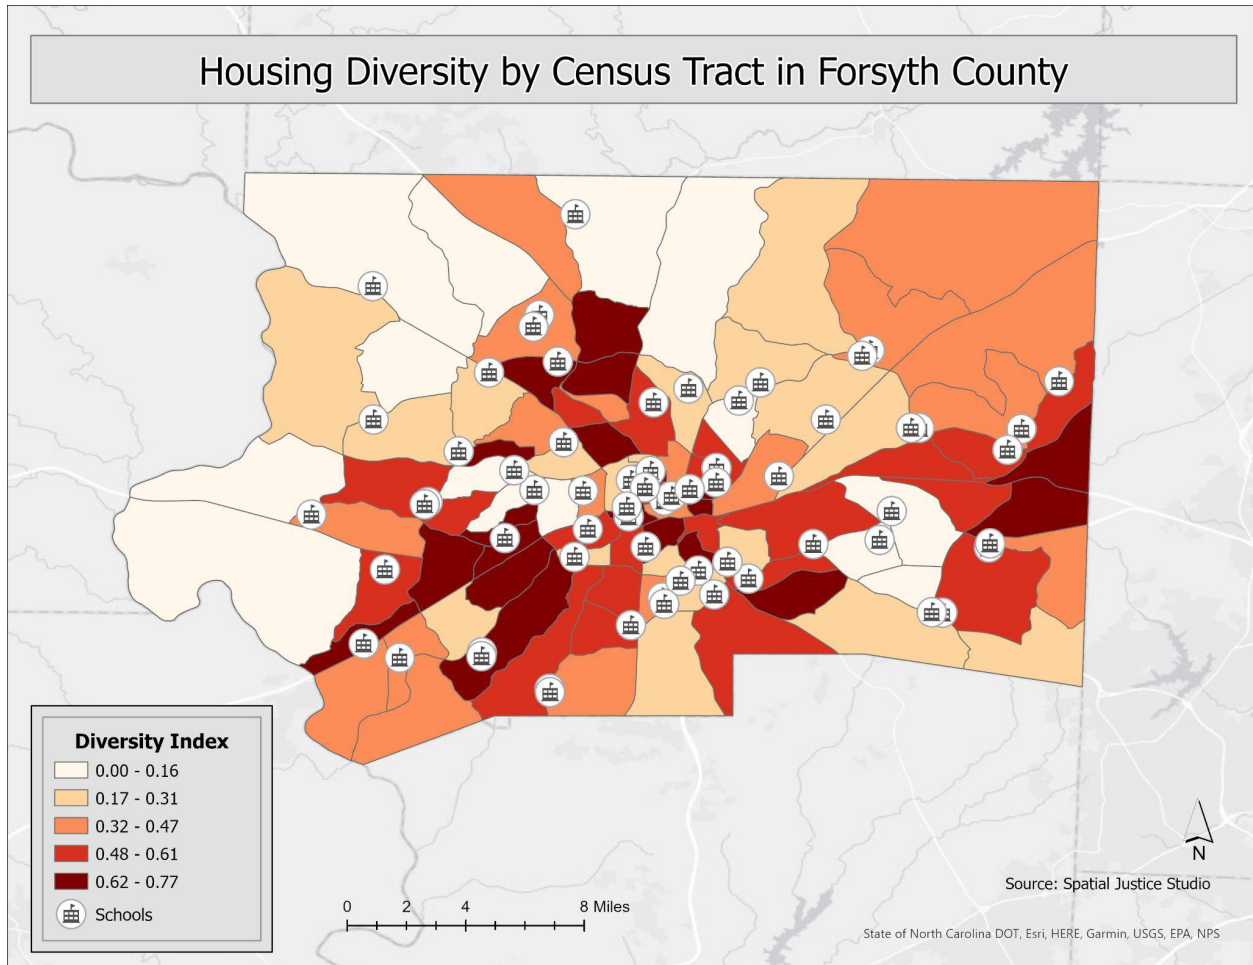 Housing Diversity by Census Tract in Forsyth County
Diversity Index
0.00 - 0.16
0.17 - 0.31
0.32 - 0.47
0.48 - 0.61
0.62 - 0.77
Schools
0 2 4 8 Miles
N
Source: Spatial Justice Studio
State of North Carolina DOT, Esri, HERE, Garmin, USGS, EPA, NPS